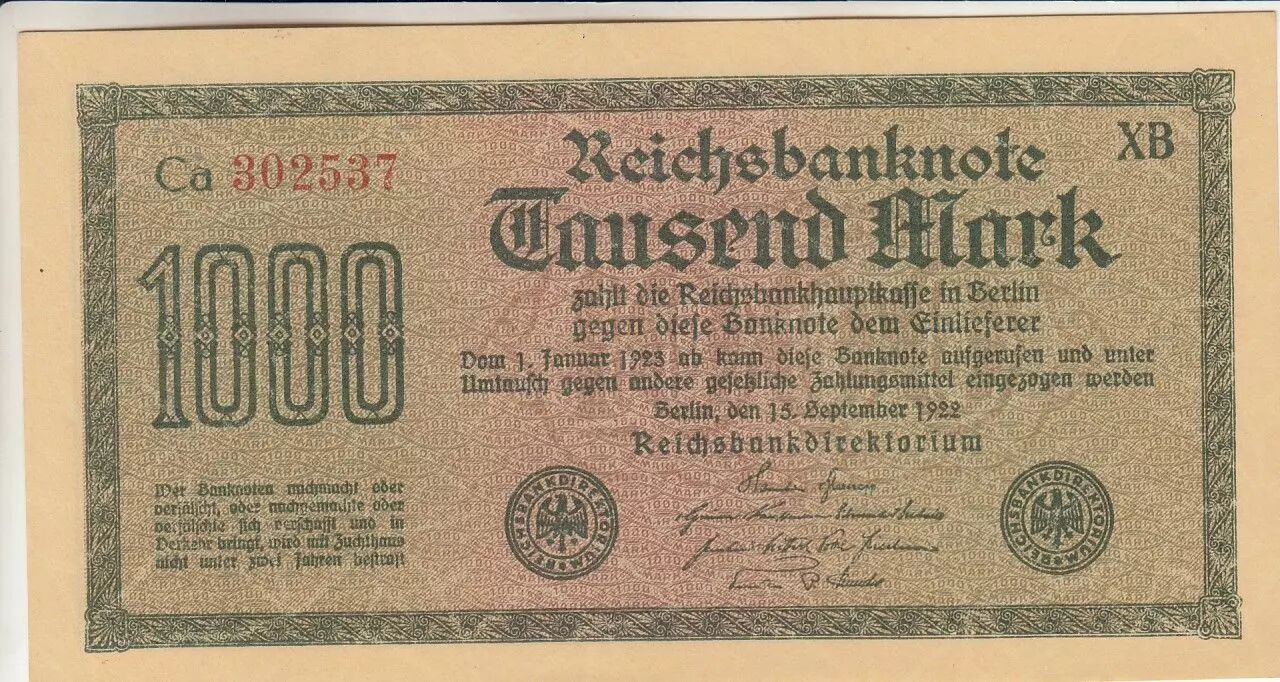 Ca 302537
XB
Reichsbanknote
Tausend Mark
zahlt die Reichsbankhauptkasse in Berlin
gegen diese Banknote dem Einlieferer
Vom 1. Januar 1923 ab kann diese Banknote aufgerufen und unter
Umtausch gegen andere gesetzliche Zahlungsmittel eingezogen werden
Berlin, den 15. September 1922
Reichsbankdirektorium
1000
Wer Banknoten nachmacht oder
verfälscht, oder nachgemachte oder
verfälschte sich verschafft und in
Verkehr bringt, wird mit Zuchthaus
nicht unter zwei Jahren bestraft
REICHSBANKDIREKTORIUM
REICHSBANKDIREKTORIUM